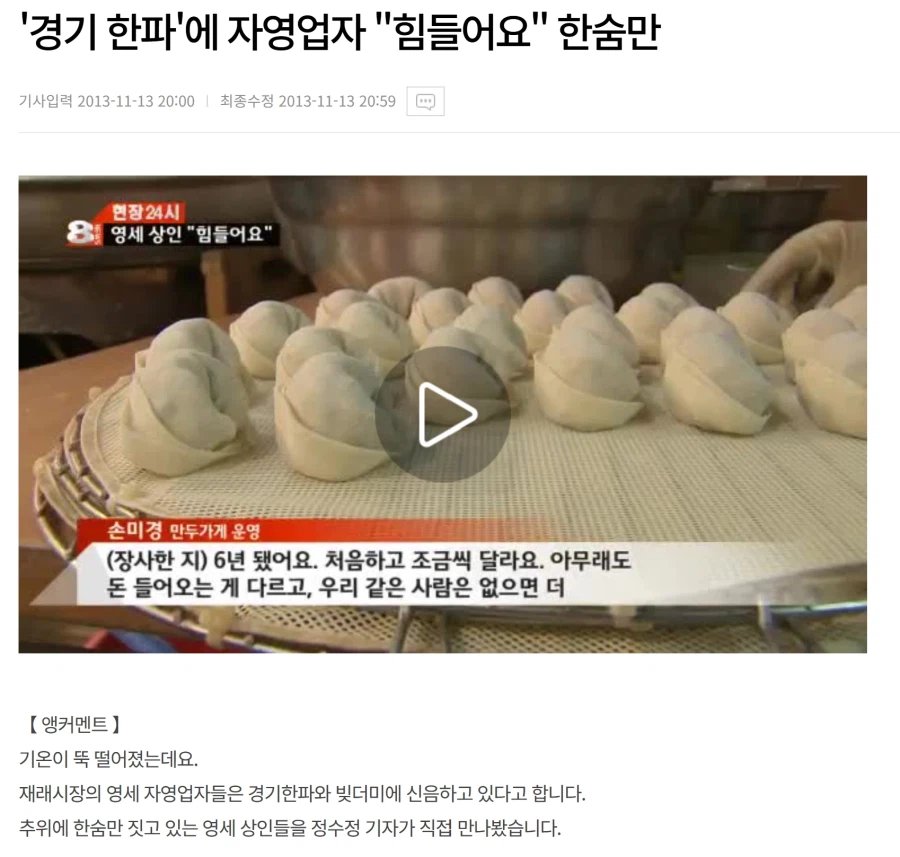 '경기 한파'에 자영업자 "힘들어요" 한숨만
기사입력 2013-11-13 20:00 | 최종수정 2013-11-13 20:59
현장24시
8
영세 상인 "힘들어요"
손미경 만두가게 운영
(장사한 지) 6년 됐어요. 처음하고 조금씩 달라요. 아무래도
돈 들어오는 게 다르고, 우리 같은 사람은 없으면 더
【 앵커멘트 】
기온이 뚝 떨어졌는데요.
재래시장의 영세 자영업자들은 경기한파와 빚더미에 신음하고 있다고 합니다.
추위에 한숨만 짓고 있는 영세 상인들을 정수정 기자가 직접 만나봤습니다.